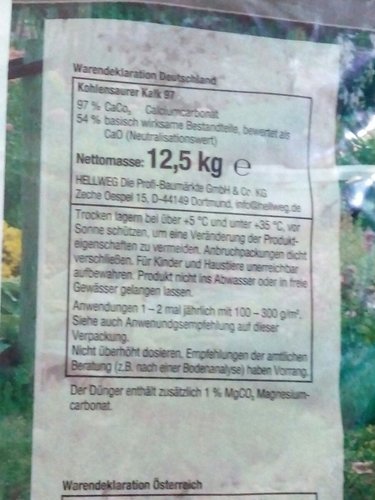 Warendeklaration Deutschland
Kohlensaurer Kalk 97
97 % CaCO₃ Calciumcarbonat
54 % basisch wirksame Bestandteile, bewertet als
CaO (Neutralisationswert)
Nettomasse: 12,5 kg ℮
HELLWEG Die Profi-Baumärkte GmbH & Co. KG
Zeche Oespel 15, D-44149 Dortmund, info@hellweg.de
Trocken lagern bei über +5 °C und unter +35 °C, vor
Sonne schützen, um eine Veränderung der Produkt-
eigenschaften zu vermeiden. Anbruchpackungen dicht
verschließen. Für Kinder und Haustiere unerreichbar
aufbewahren. Produkt nicht ins Abwasser oder in freie
Gewässer gelangen lassen.
Anwendungen 1 – 2 mal jährlich mit 100 – 300 g/m².
Siehe auch Anwenundgsempfehlung auf dieser
Verpackung.
Nicht überhöht dosieren. Empfehlungen der amtlichen
Beratung (z.B. nach einer Bodenanalyse) haben Vorrang.
Der Dünger enthält zusätzlich 1 % MgCO₃ Magnesium-
carbonat.
Warendeklaration Österreich